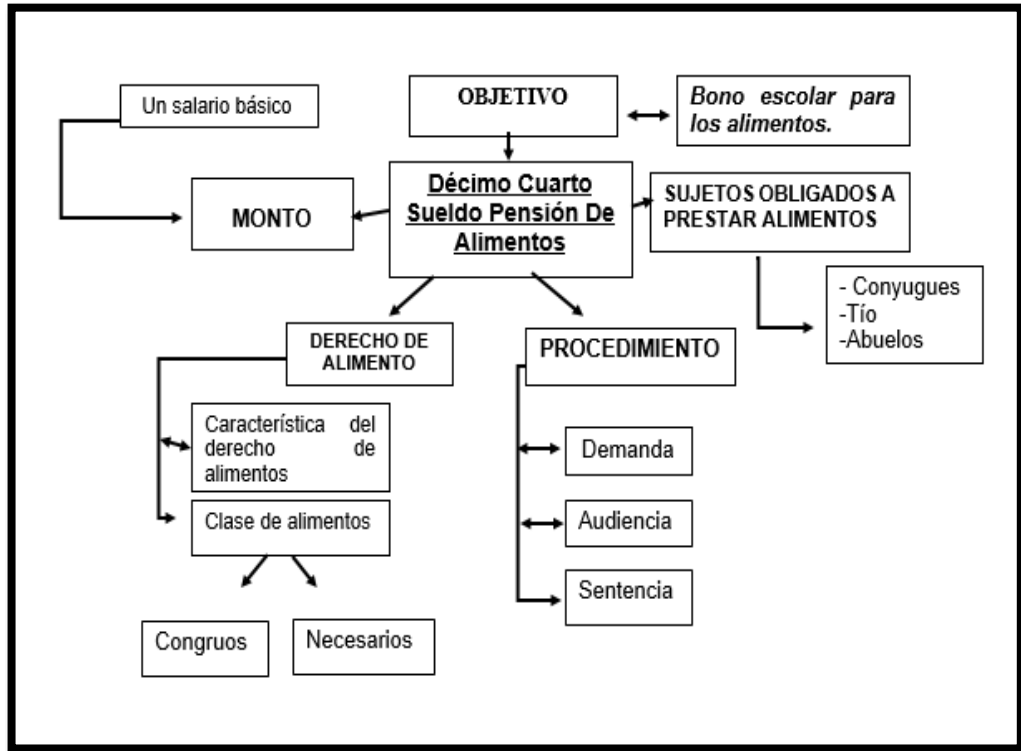 Un salario básico
OBJETIVO
Bono escolar para
los alimentos.
MONTO
Décimo Cuarto
Sueldo Pensión De
Alimentos
SUJETOS OBLIGADOS A
PRESTAR ALIMENTOS
- Conyugues
-Tío
-Abuelos
DERECHO DE
ALIMENTO
PROCEDIMIENTO
Característica del
derecho de
alimentos
Clase de alimentos
Congruos
Necesarios
Demanda
Audiencia
Sentencia